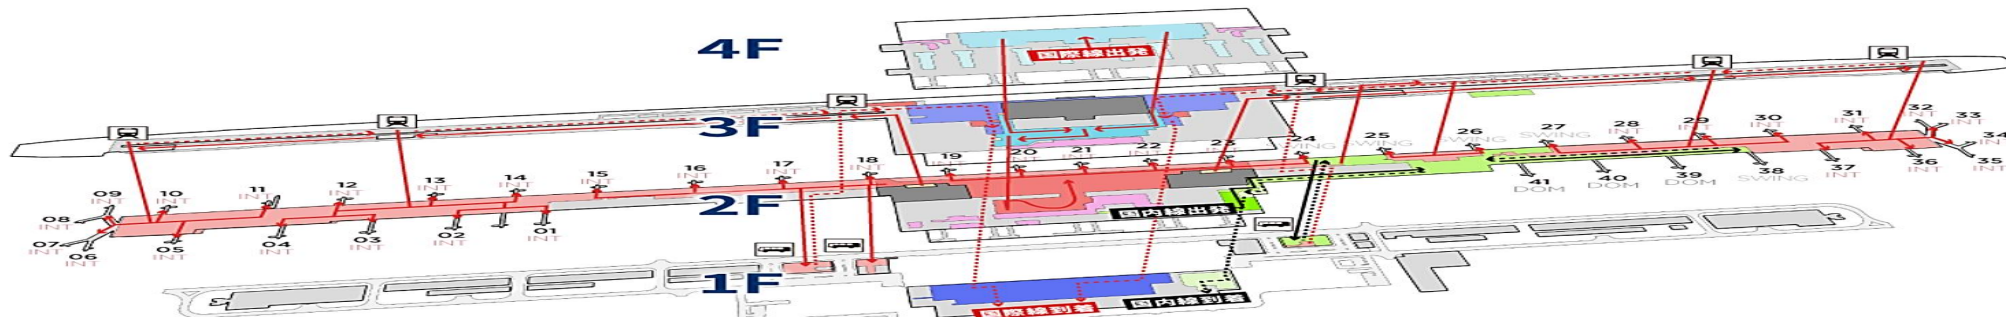 4F
国際線出発
3F
2F
国内線出発
1F
国際線到着
国内線到着
09
INT
10
INT
11
INT
12
INT
13
INT
14
INT
15
INT
16
INT
17
INT
18
INT
19
INT
20
INT
21
INT
22
INT
23
INT
24
SWING
25
SWING
26
SWING
27
SWING
28
INT
29
INT
30
INT
31
INT
32
INT
33
INT
34
INT
35
INT
36
INT
37
INT
38
SWING
39
DOM
40
DOM
41
DOM
08
INT
07
INT
06
INT
05
INT
04
INT
03
INT
02
INT
01
INT